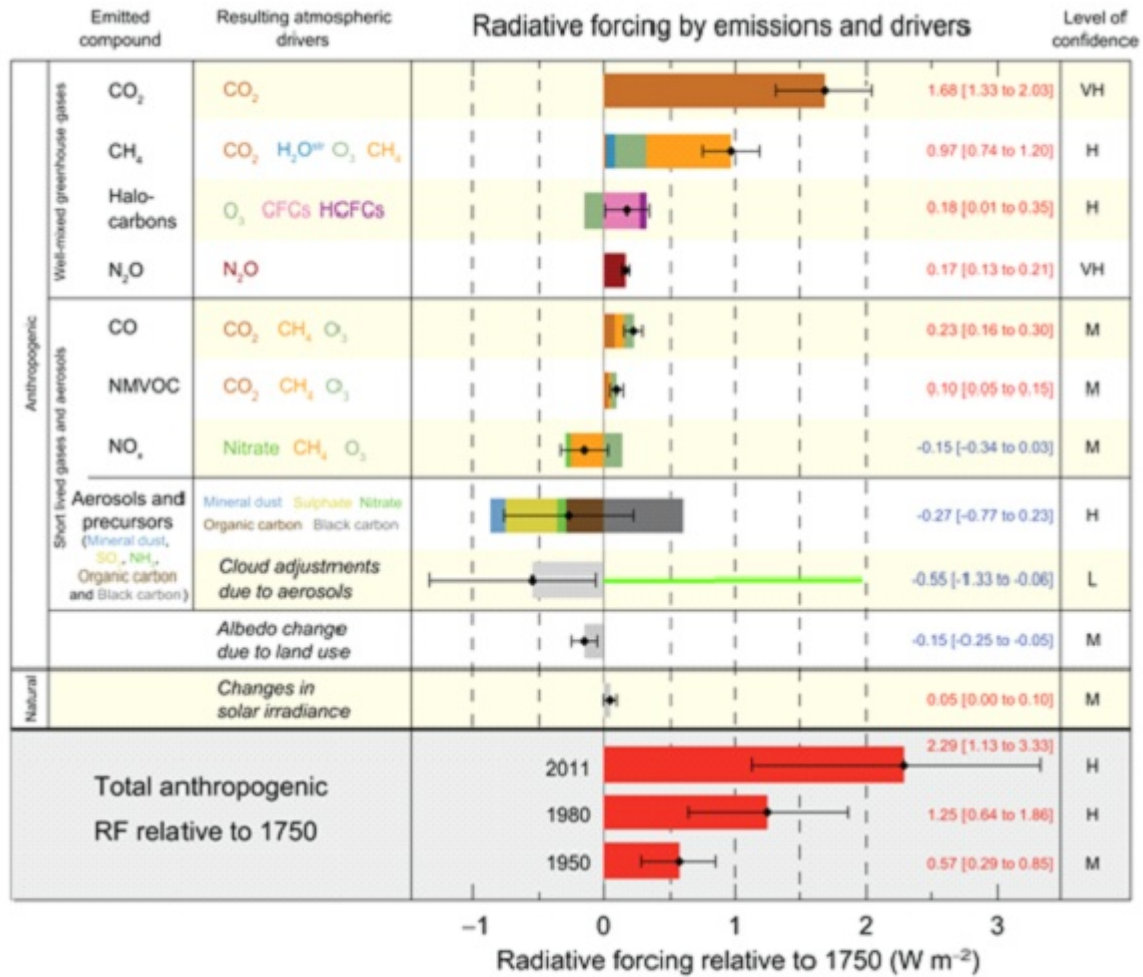 Emitted compound
Resulting atmospheric drivers
Radiative forcing by emissions and drivers
Level of confidence
Anthropogenic
Well-mixed greenhouse gases
CO₂ CO₂ 1.68 [1.33 to 2.03] VH
CH₄ CO₂ H₂Oˢᵗʳ O₃ CH₄ 0.97 [0.74 to 1.20] H
Halo-
carbons O₃ CFCs HCFCs 0.18 [0.01 to 0.35] H
N₂O N₂O 0.17 [0.13 to 0.21] VH
Short lived gases and aerosols
CO CO₂ CH₄ O₃ 0.23 [0.16 to 0.30] M
NMVOC CO₂ CH₄ O₃ 0.10 [0.05 to 0.15] M
NOₓ Nitrate CH₄ O₃ -0.15 [-0.34 to 0.03] M
Aerosols and
precursors
(Mineral dust,
SO₂, NH₃,
Organic carbon
and Black carbon)
Mineral dust Sulphate Nitrate
Organic carbon Black carbon
-0.27 [-0.77 to 0.23] H
Cloud adjustments
due to aerosols
-0.55 [-1.33 to -0.06] L
Albedo change
due to land use
-0.15 [-0.25 to -0.05] M
Natural
Changes in
solar irradiance
0.05 [0.00 to 0.10] M
Total anthropogenic
RF relative to 1750
2011 2.29 [1.13 to 3.33] H
1980 1.25 [0.64 to 1.86] H
1950 0.57 [0.29 to 0.85] M
−1 0 1 2 3
Radiative forcing relative to 1750 (W m⁻²)